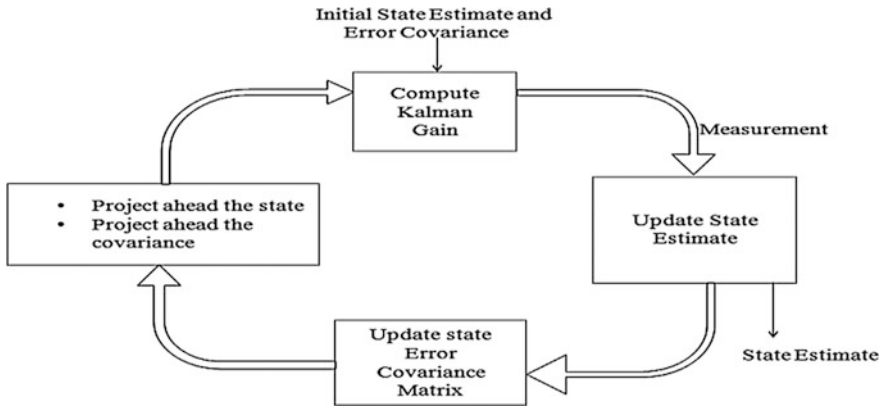 Initial State Estimate and
Error Covariance
Compute
Kalman
Gain
Measurement
• Project ahead the state
• Project ahead the
covariance
Update State
Estimate
Update state
Error
Covariance
Matrix
State Estimate